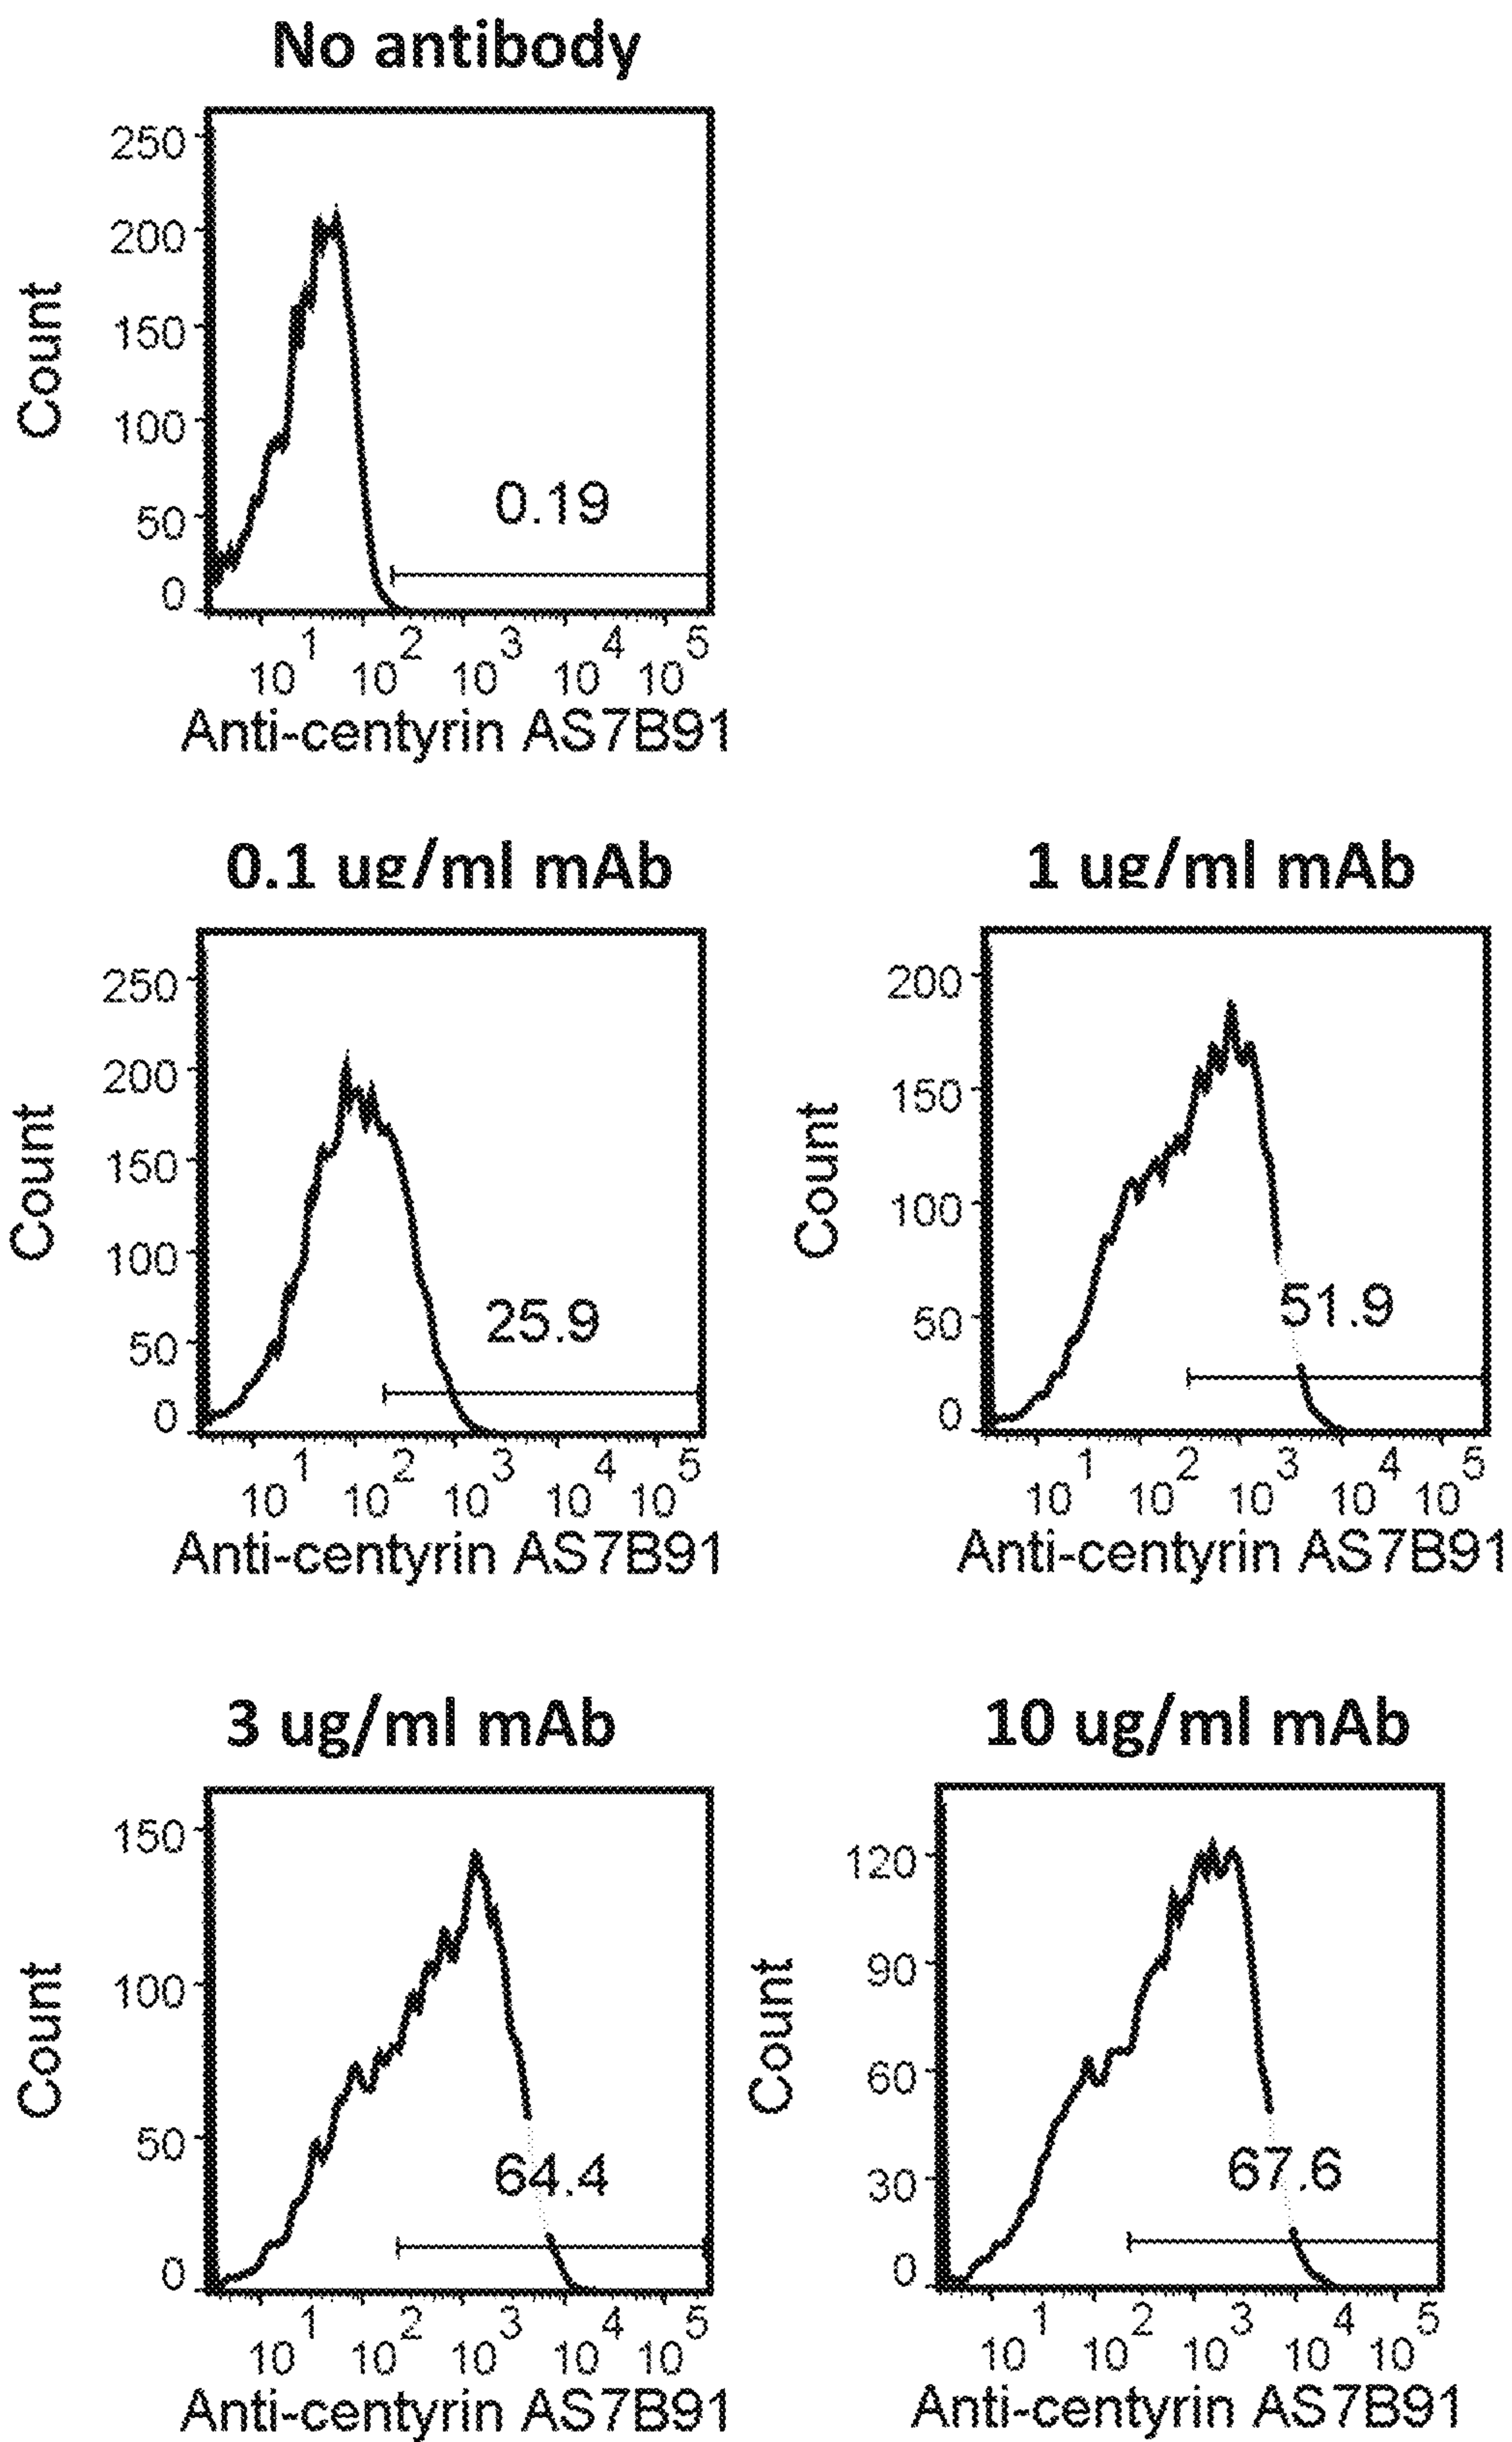 No antibody
250
200
150
100
50
0
Count
0.19
10^1 10^2 10^3 10^4 10^5
Anti-centyrin AS7B91
0.1 ug/ml mAb
250
200
150
100
50
0
Count
25.9
10^1 10^2 10^3 10^4 10^5
Anti-centyrin AS7B91
1 ug/ml mAb
200
150
100
50
0
Count
51.9
10^1 10^2 10^3 10^4 10^5
Anti-centyrin AS7B91
3 ug/ml mAb
150
100
50
0
Count
64.4
10^1 10^2 10^3 10^4 10^5
Anti-centyrin AS7B91
10 ug/ml mAb
120
90
60
30
0
Count
67.6
10^1 10^2 10^3 10^4 10^5
Anti-centyrin AS7B91